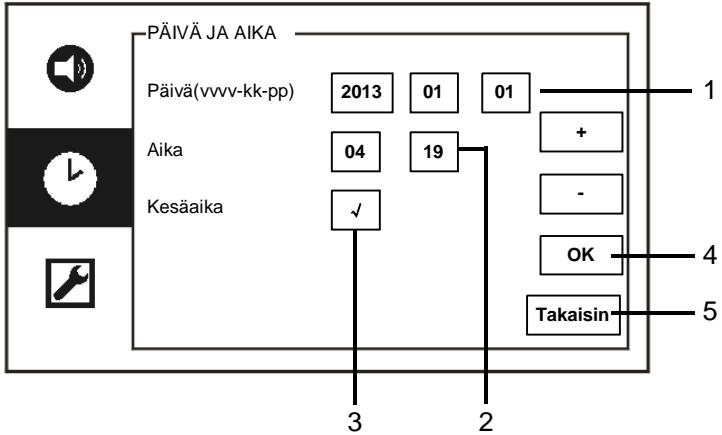 PÄIVÄ JA AIKA
Päivä(vvvv-kk-pp) 2013 01 01 1
+
Aika 04 19
-
Kesäaika √
OK 4
Takaisin 5
3 2